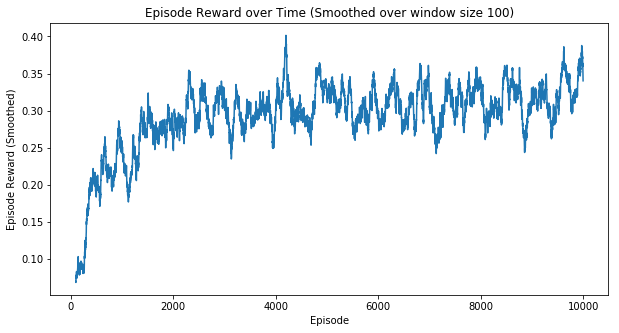 Episode Reward over Time (Smoothed over window size 100)
Episode Reward (Smoothed)
0.40
0.35
0.30
0.25
0.20
0.15
0.10
0 2000 4000 6000 8000 10000
Episode